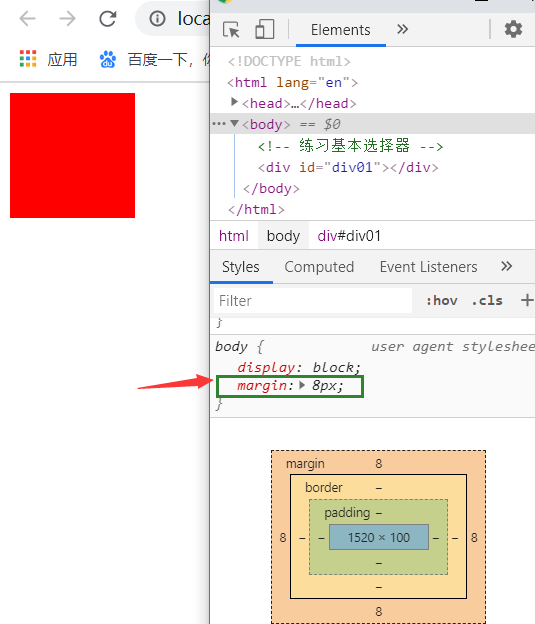 loca
应用
百度一下，
Elements
<!DOCTYPE html>
<html lang="en">
<head>…</head>
<body> == $0
<!-- 练习基本选择器 -->
<div id="div01"></div>
</body>
</html>
html body div#div01
Styles Computed Event Listeners
Filter :hov .cls +
}
body { user agent styleshee
display: block;
margin: 8px;
}
margin 8
border –
padding –
8 – – 1520 × 100 – – 8
–
–
8